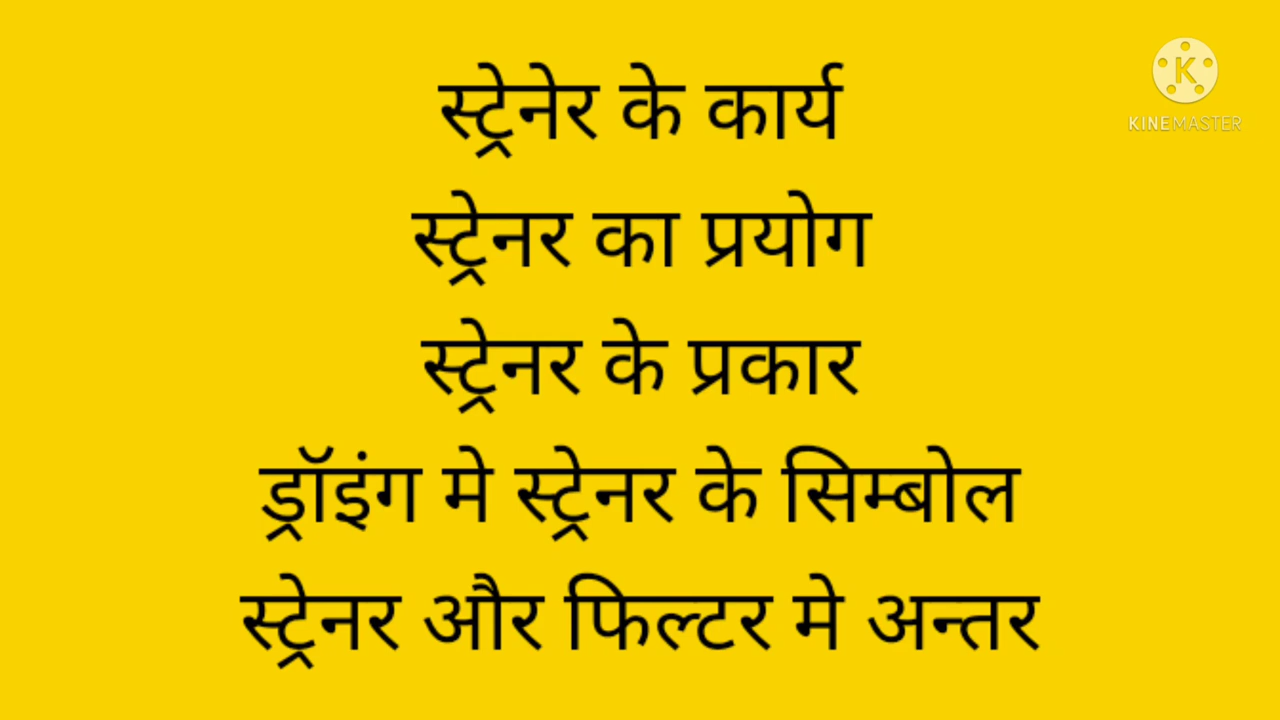 स्ट्रेनेर के कार्य
स्ट्रेनर का प्रयोग
स्ट्रेनर के प्रकार
ड्रॉइंग मे स्ट्रेनर के सिम्बोल
स्ट्रेनर और फिल्टर मे अन्तर
K
KINEMASTER